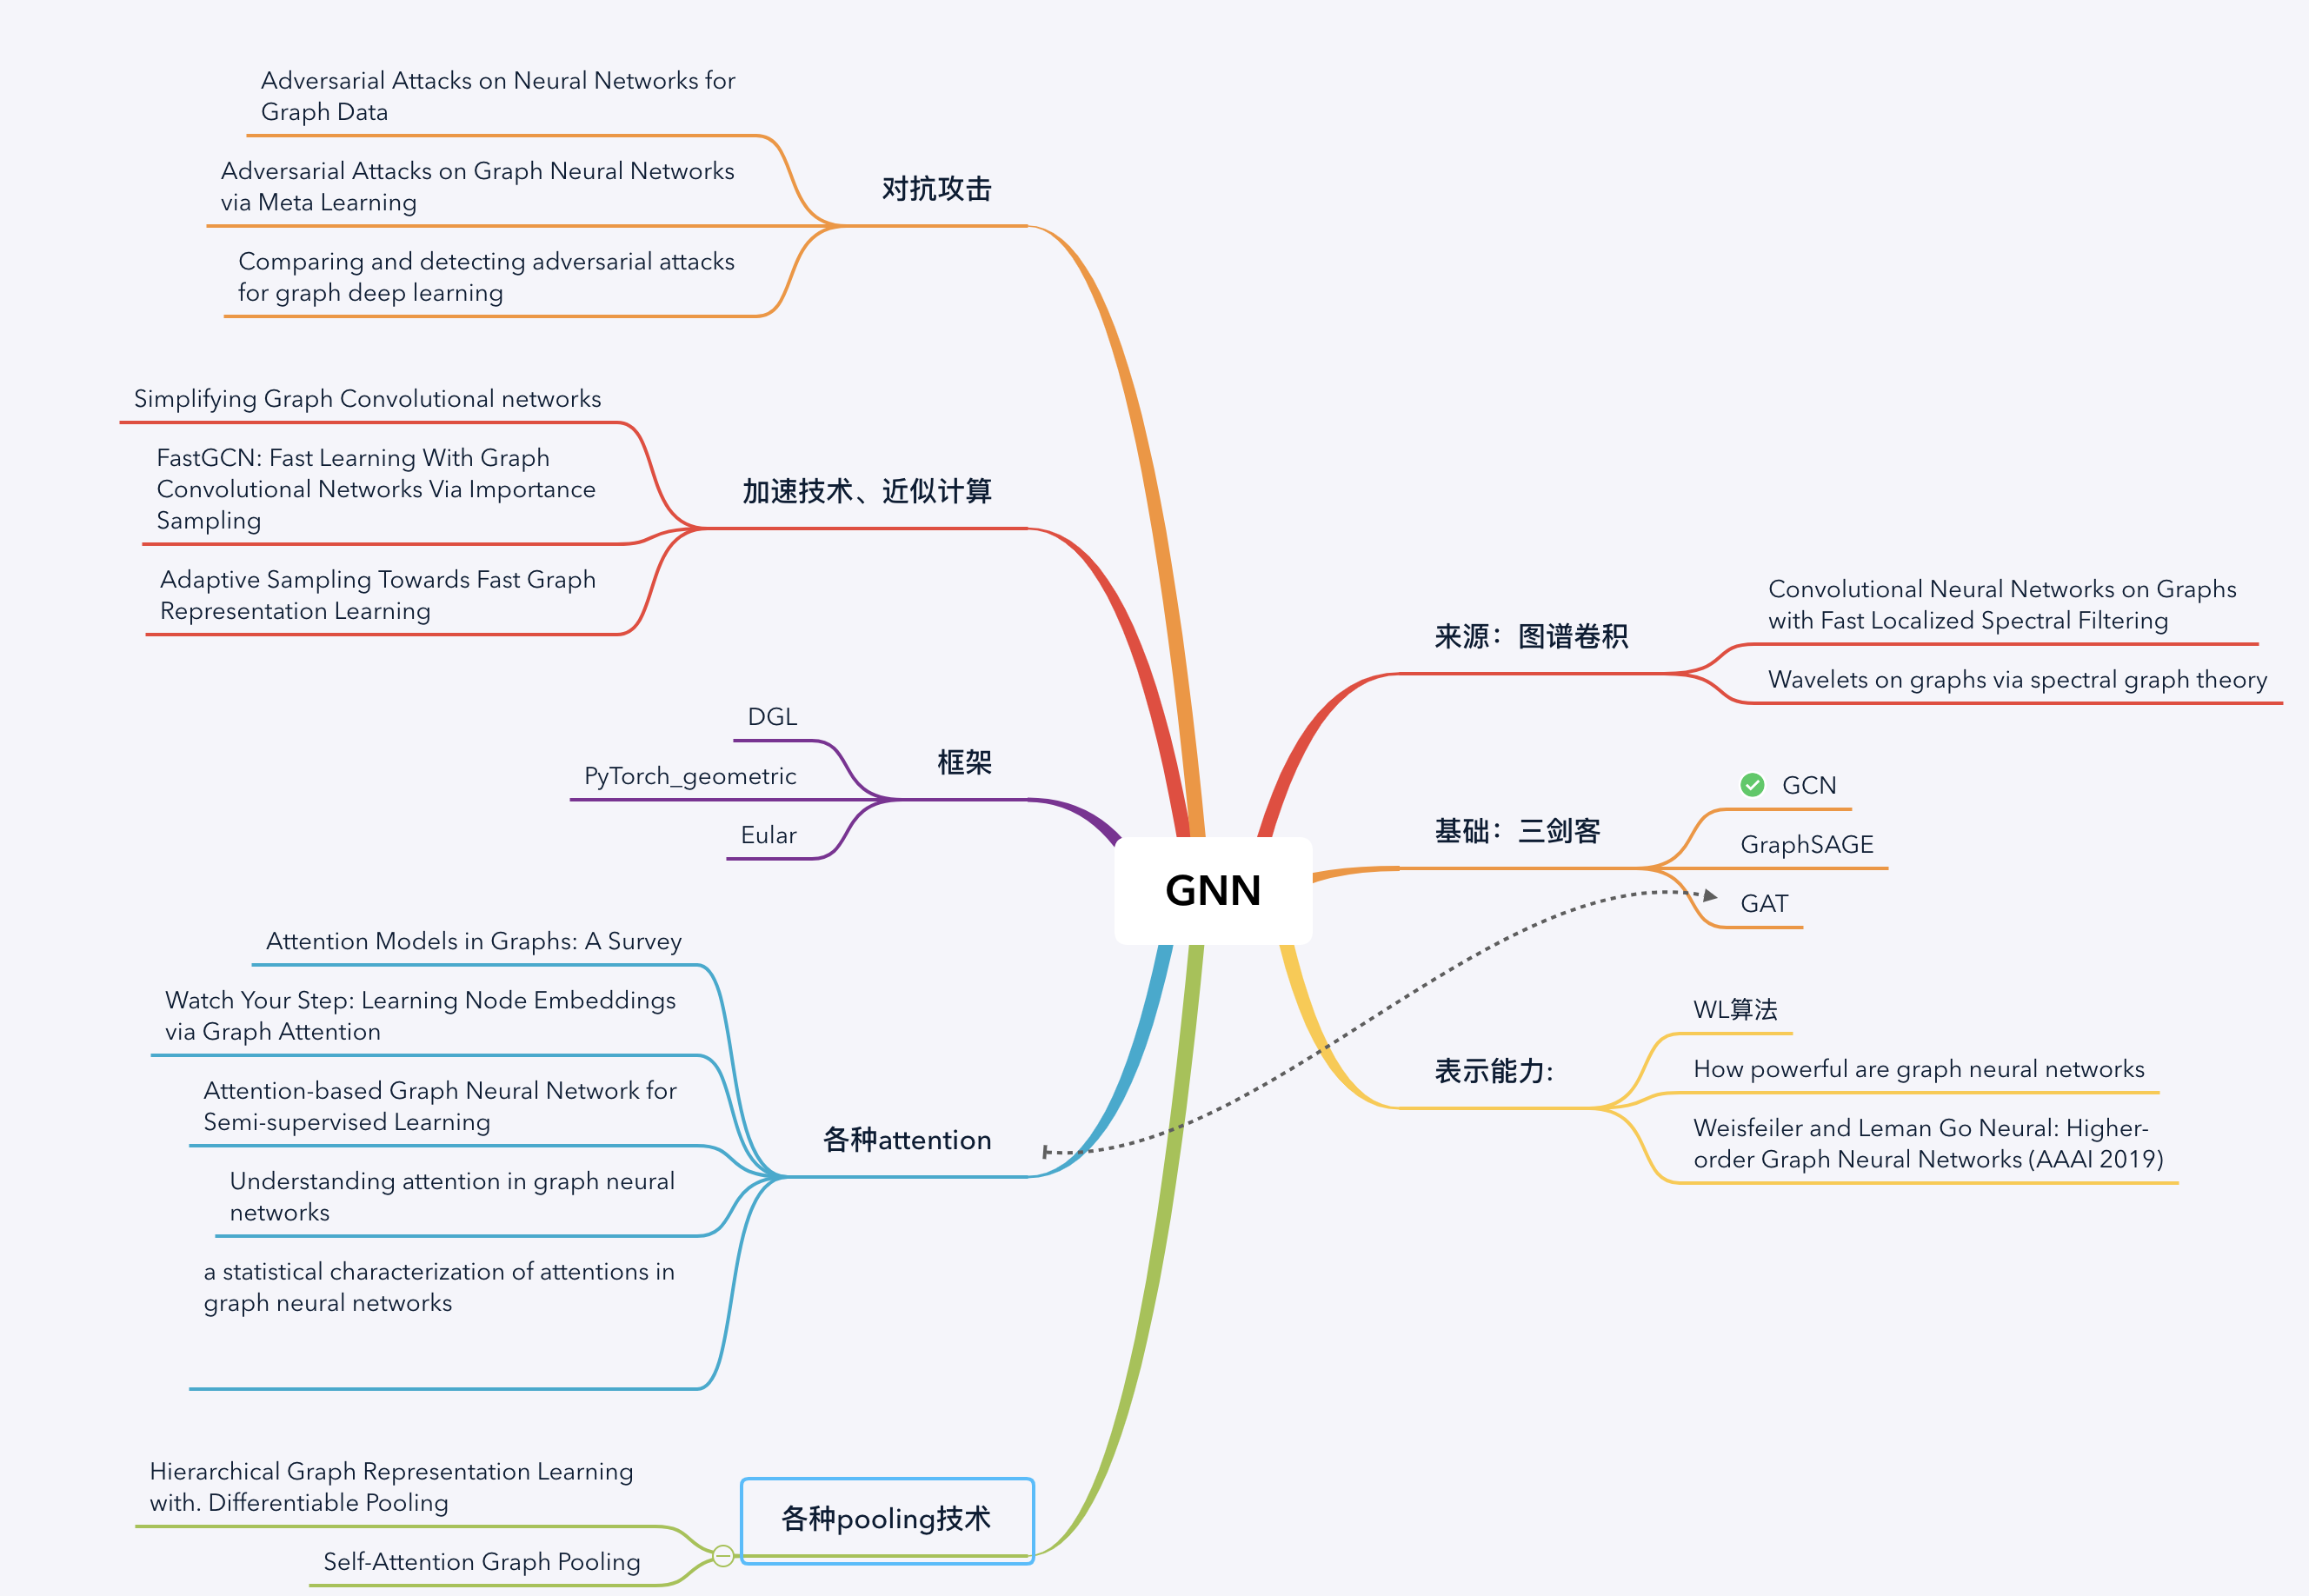 Adversarial Attacks on Neural Networks for
Graph Data
Adversarial Attacks on Graph Neural Networks
via Meta Learning
Comparing and detecting adversarial attacks
for graph deep learning
对抗攻击
Simplifying Graph Convolutional networks
FastGCN: Fast Learning With Graph
Convolutional Networks Via Importance
Sampling
Adaptive Sampling Towards Fast Graph
Representation Learning
加速技术、近似计算
DGL
PyTorch_geometric
Eular
框架
Attention Models in Graphs: A Survey
Watch Your Step: Learning Node Embeddings
via Graph Attention
Attention-based Graph Neural Network for
Semi-supervised Learning
Understanding attention in graph neural
networks
a statistical characterization of attentions in
graph neural networks
各种attention
Hierarchical Graph Representation Learning
with. Differentiable Pooling
Self-Attention Graph Pooling
各种pooling技术
GNN
来源：图谱卷积
Convolutional Neural Networks on Graphs
with Fast Localized Spectral Filtering
Wavelets on graphs via spectral graph theory
基础：三剑客
GCN
GraphSAGE
GAT
表示能力:
WL算法
How powerful are graph neural networks
Weisfeiler and Leman Go Neural: Higher-
order Graph Neural Networks (AAAI 2019)